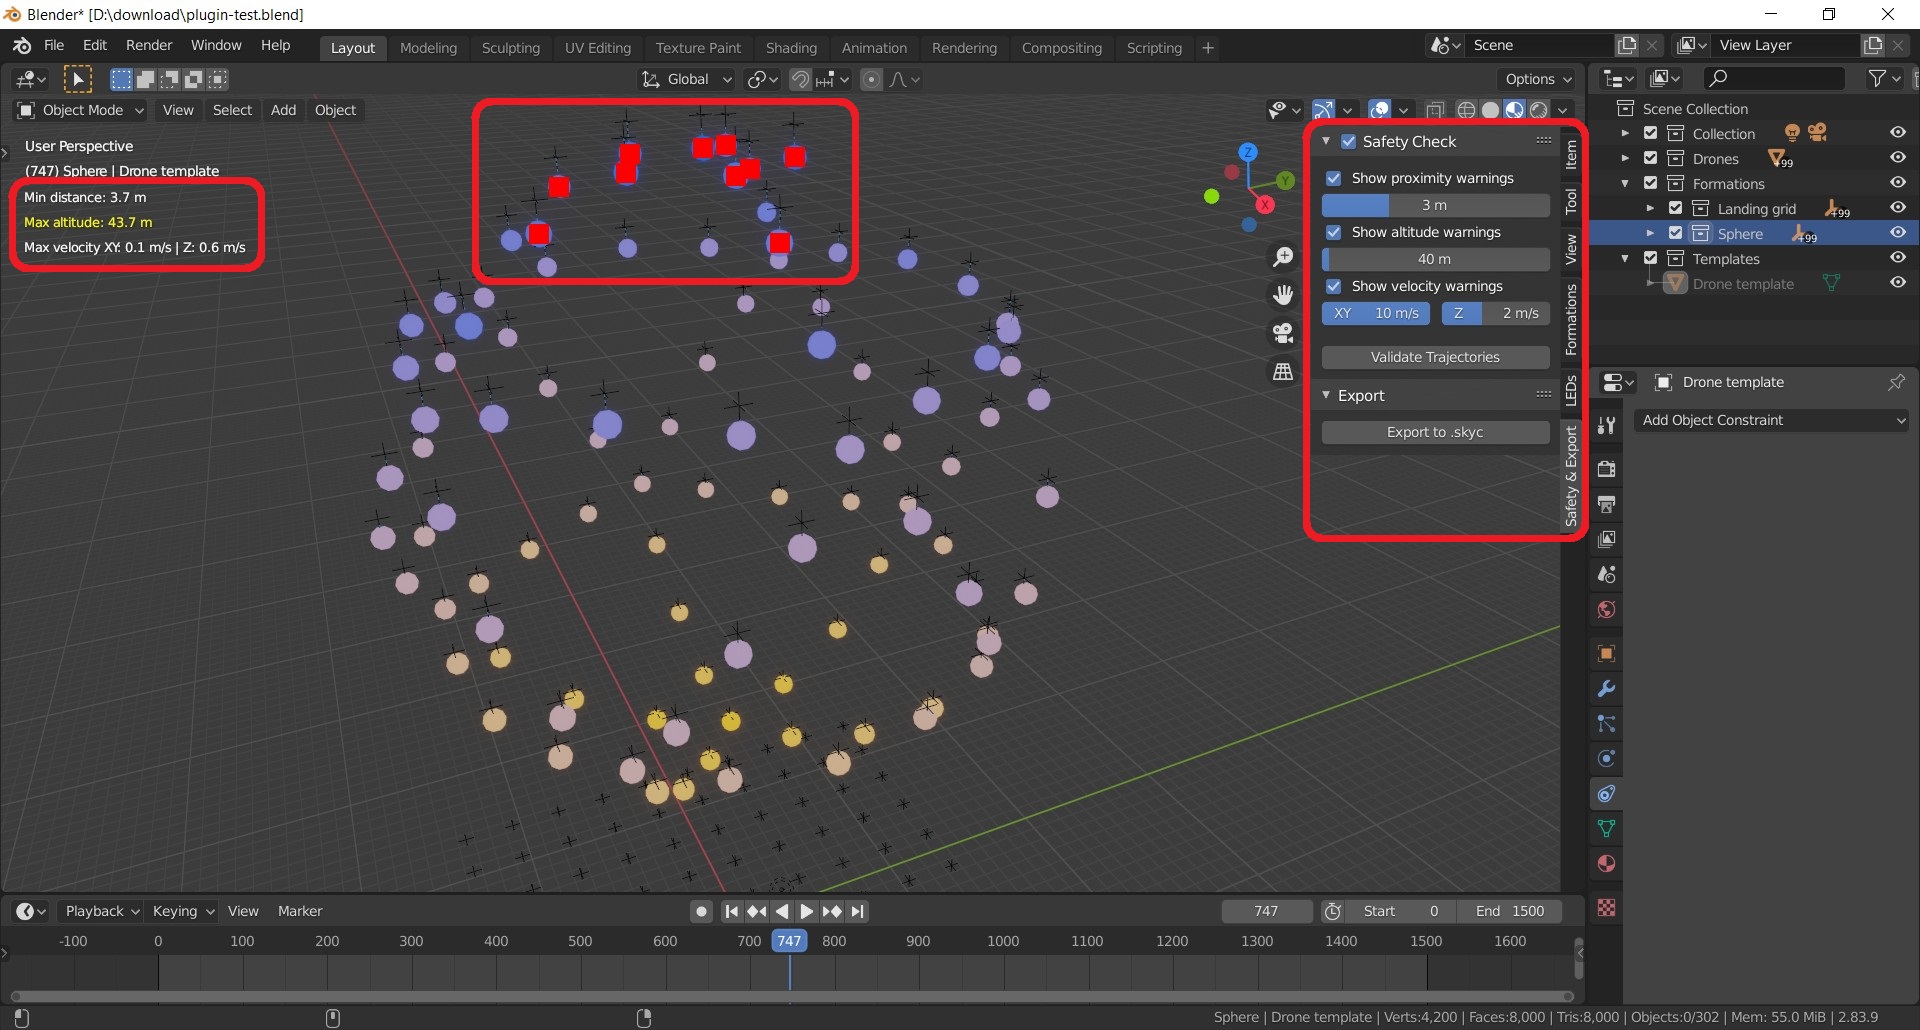 Blender* [D:\download\plugin-test.blend]
File Edit Render Window Help
Layout Modeling Sculpting UV Editing Texture Paint Shading Animation Rendering Compositing Scripting +
Scene
View Layer
Global
Options
Object Mode View Select Add Object
User Perspective
(747) Sphere | Drone template
Min distance: 3.7 m
Max altitude: 43.7 m
Max velocity XY: 0.1 m/s | Z: 0.6 m/s
Z
Y
X
Safety Check
Show proximity warnings
3 m
Show altitude warnings
40 m
Show velocity warnings
XY 10 m/s Z 2 m/s
Validate Trajectories
Export
Export to .skyc
Item
Tool
View
Formations
LEDs
Safety & Export
Scene Collection
Collection
Drones +99
Formations
Landing grid +99
Sphere +99
Templates
Drone template
Drone template
Add Object Constraint
Playback Keying View Marker
747 Start 0 End 1500
-100 0 100 200 300 400 500 600 700 747 800 900 1000 1100 1200 1300 1400 1500 1600
Sphere | Drone template | Verts:4,200 | Faces:8,000 | Tris:8,000 | Objects:0/302 | Mem: 55.0 MiB | 2.83.9